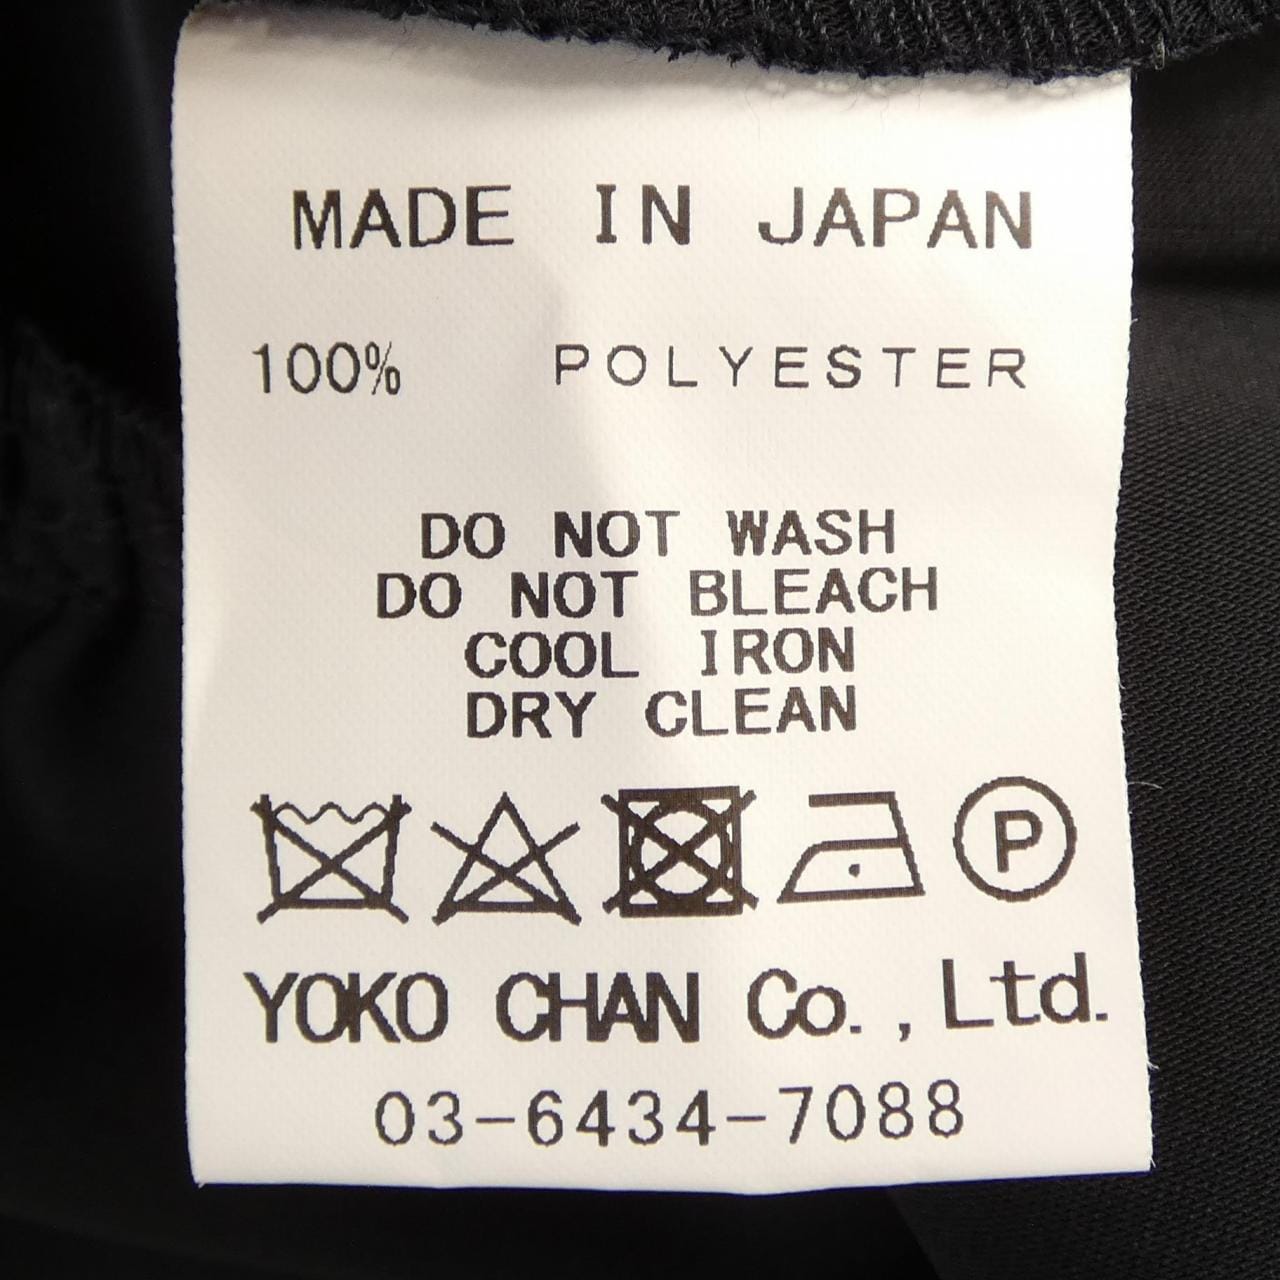 MADE IN JAPAN
100% POLYESTER
DO NOT WASH
DO NOT BLEACH
COOL IRON
DRY CLEAN
P
YOKO CHAN Co.,Ltd.
03-6434-7088